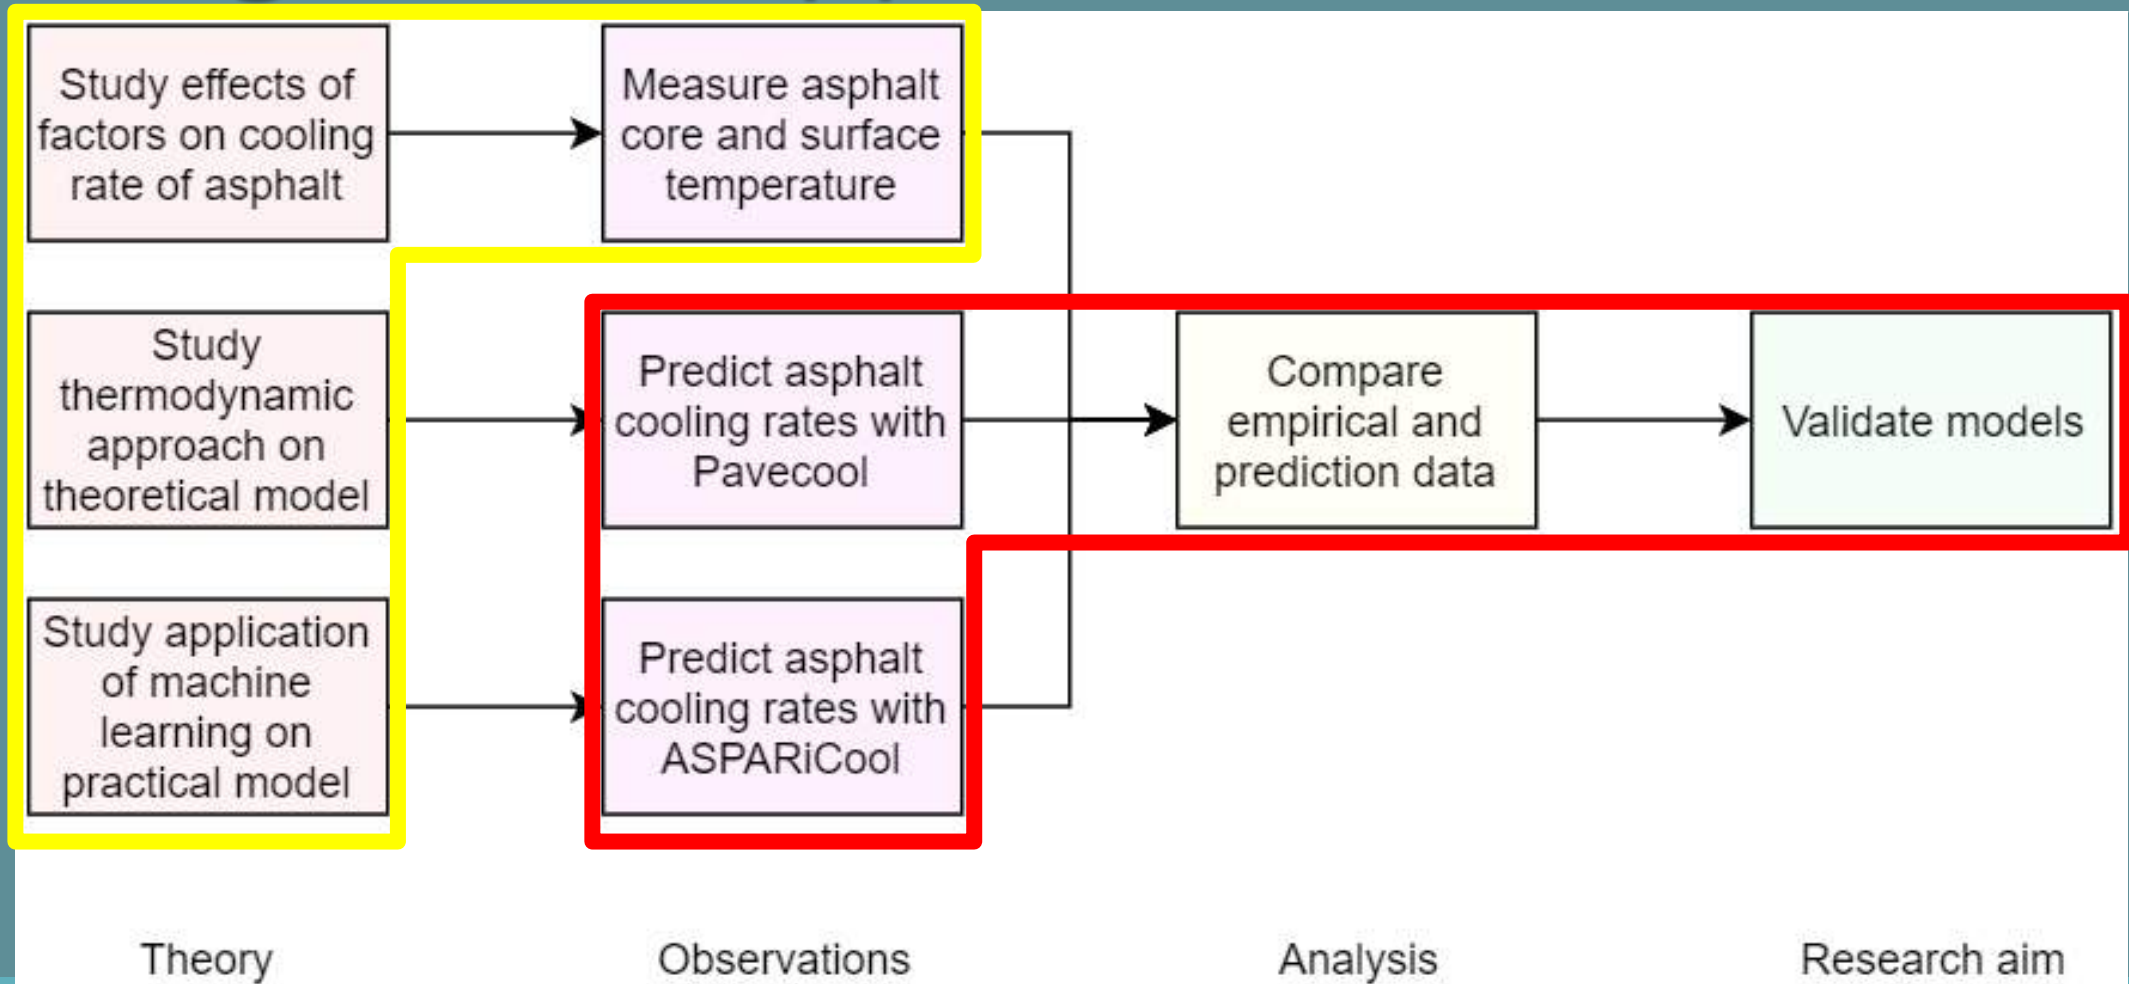 Study effects of
factors on cooling
rate of asphalt
Measure asphalt
core and surface
temperature
Study
thermodynamic
approach on
theoretical model
Predict asphalt
cooling rates with
Pavecool
Compare
empirical and
prediction data
Validate models
Study application
of machine
learning on
practical model
Predict asphalt
cooling rates with
ASPARiCool
Theory
Observations
Analysis
Research aim